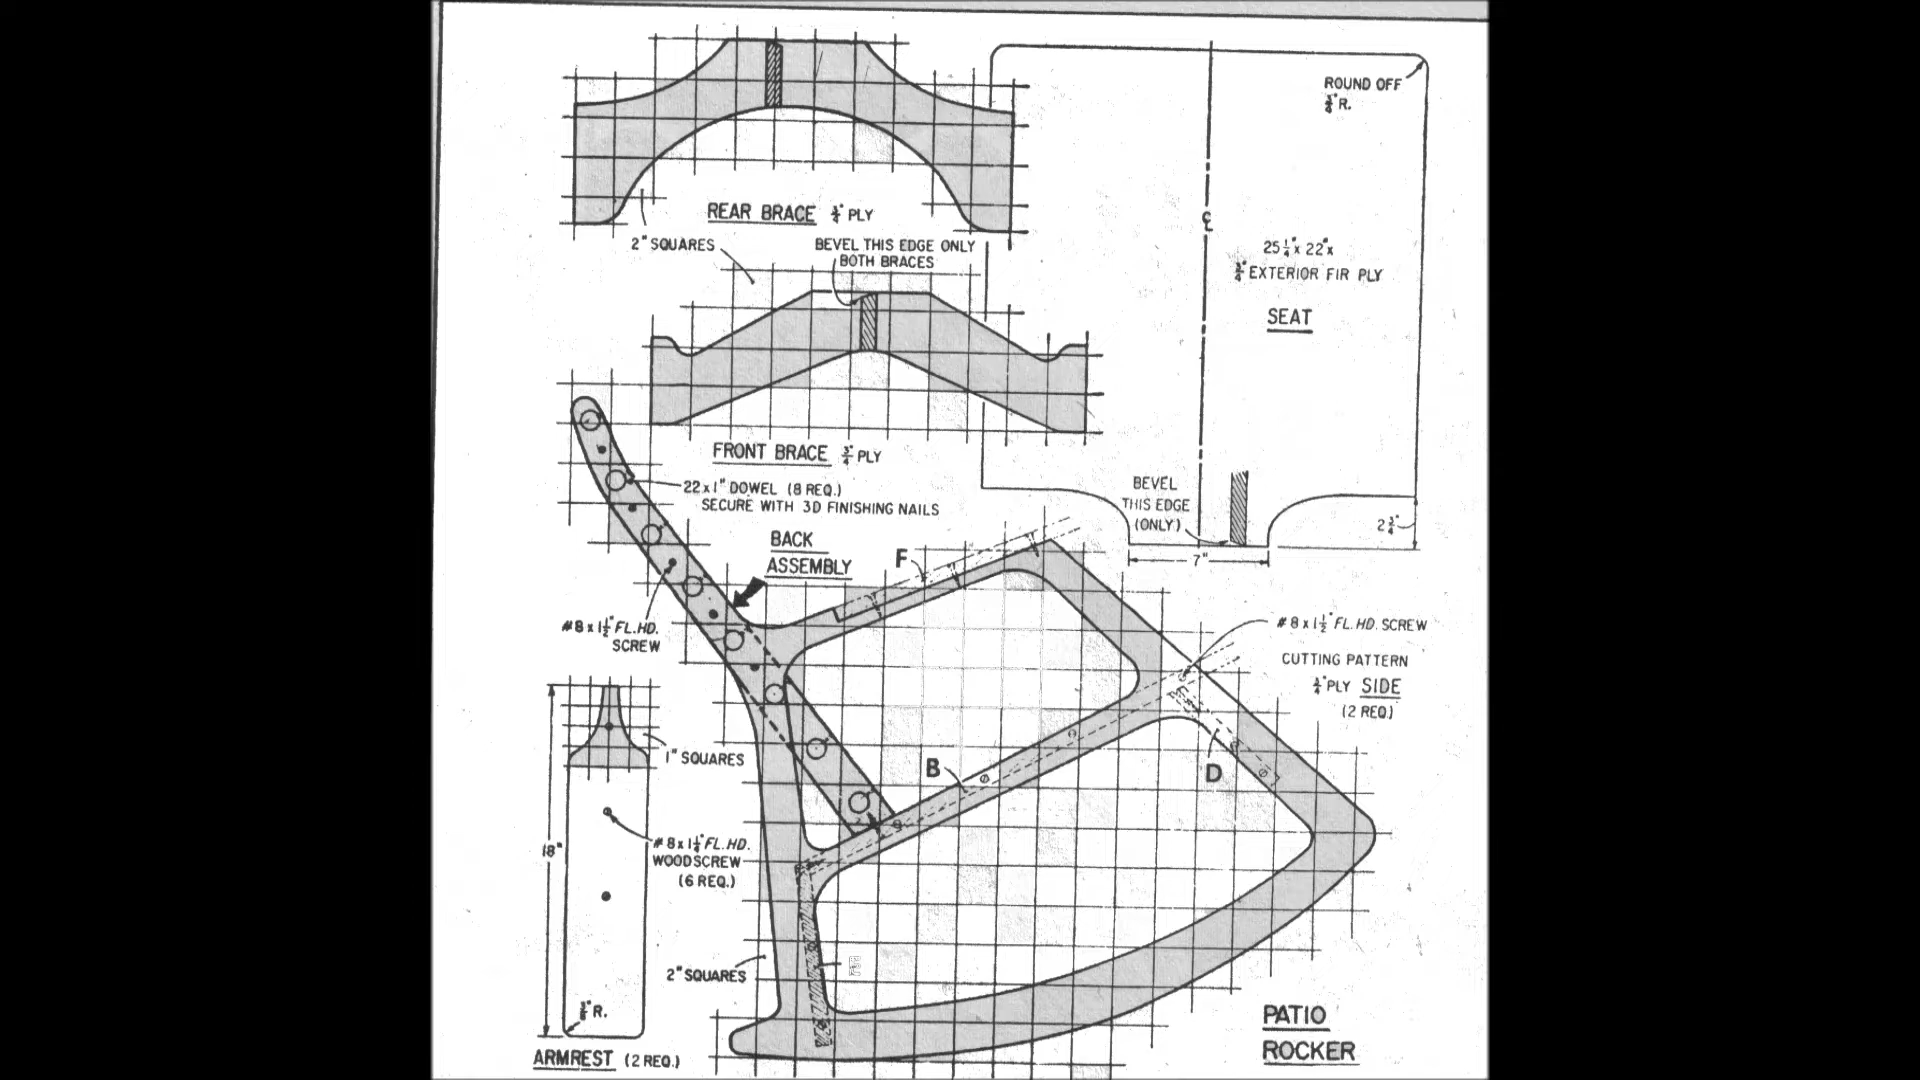 ROUND OFF
3/4" R.
REAR BRACE 3/4" PLY
2" SQUARES
BEVEL THIS EDGE ONLY
BOTH BRACES
℄
25 1/4" x 22" x
3/4" EXTERIOR FIR PLY
SEAT
FRONT BRACE 3/4" PLY
22 x 1" DOWEL (8 REQ.)
SECURE WITH 3D FINISHING NAILS
BEVEL
THIS EDGE
(ONLY)
2 3/4"
7"
BACK
ASSEMBLY
F
#8 x 1 1/2" FL. HD.
SCREW
#8 x 1 1/2" FL. HD. SCREW
CUTTING PATTERN
3/4" PLY SIDE
(2 REQ.)
1" SQUARES
B
D
18"
#8 x 1 1/4" FL. HD.
WOODSCREW
(6 REQ.)
2" SQUARES
E
R.
ARMREST (2 REQ.)
PATIO
ROCKER